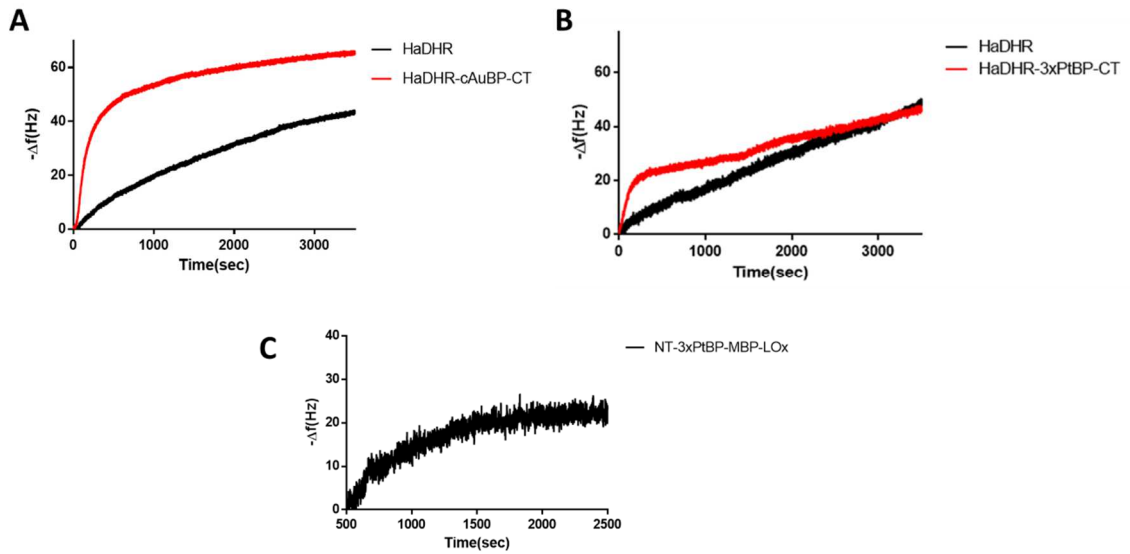 A
HaDHR
HaDHR-cAuBP-CT
-Δf(Hz)
60
40
20
0
0 1000 2000 3000
Time(sec)
B
HaDHR
HaDHR-3xPtBP-CT
-Δf(Hz)
60
40
20
0
0 1000 2000 3000
Time(sec)
C
NT-3xPtBP-MBP-LOx
-Δf(Hz)
40
30
20
10
0
500 1000 1500 2000 2500
Time(sec)